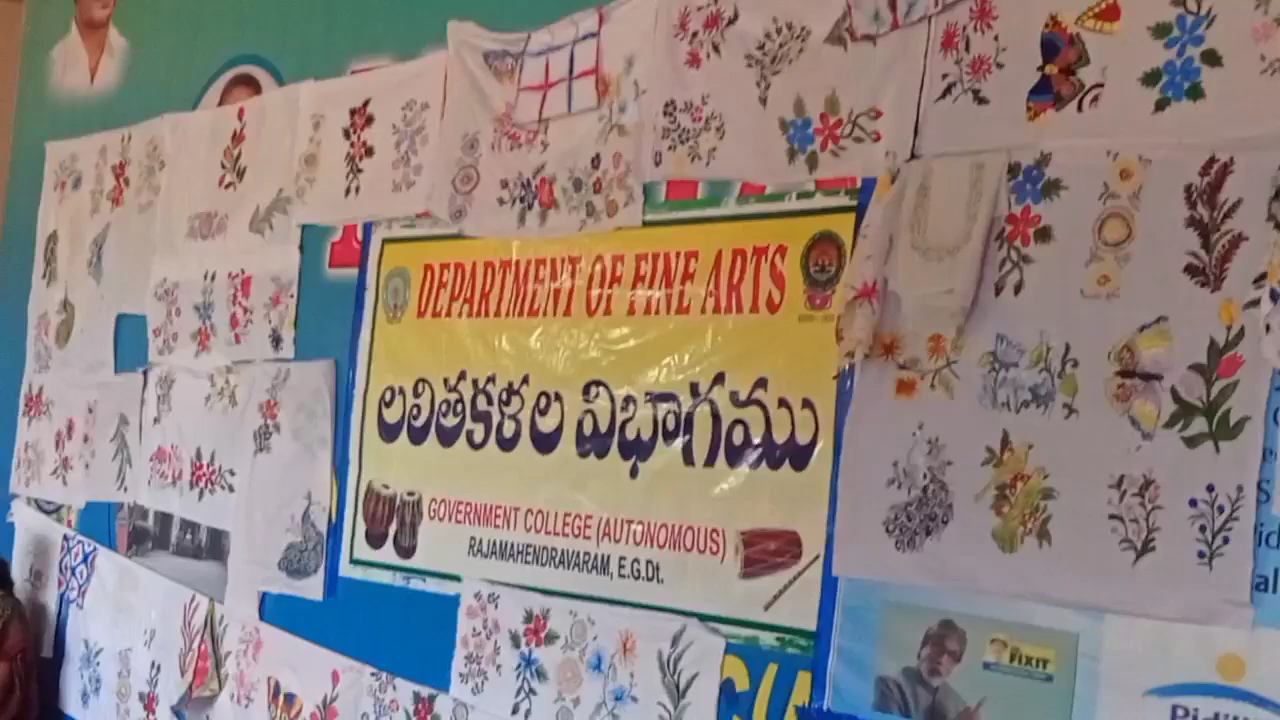 DEPARTMENT OF FINE ARTS
లలితకళల విభాగము
GOVERNMENT COLLEGE (AUTONOMOUS)
RAJAMAHENDRAVARAM, E.G.Dt.
FIXIT